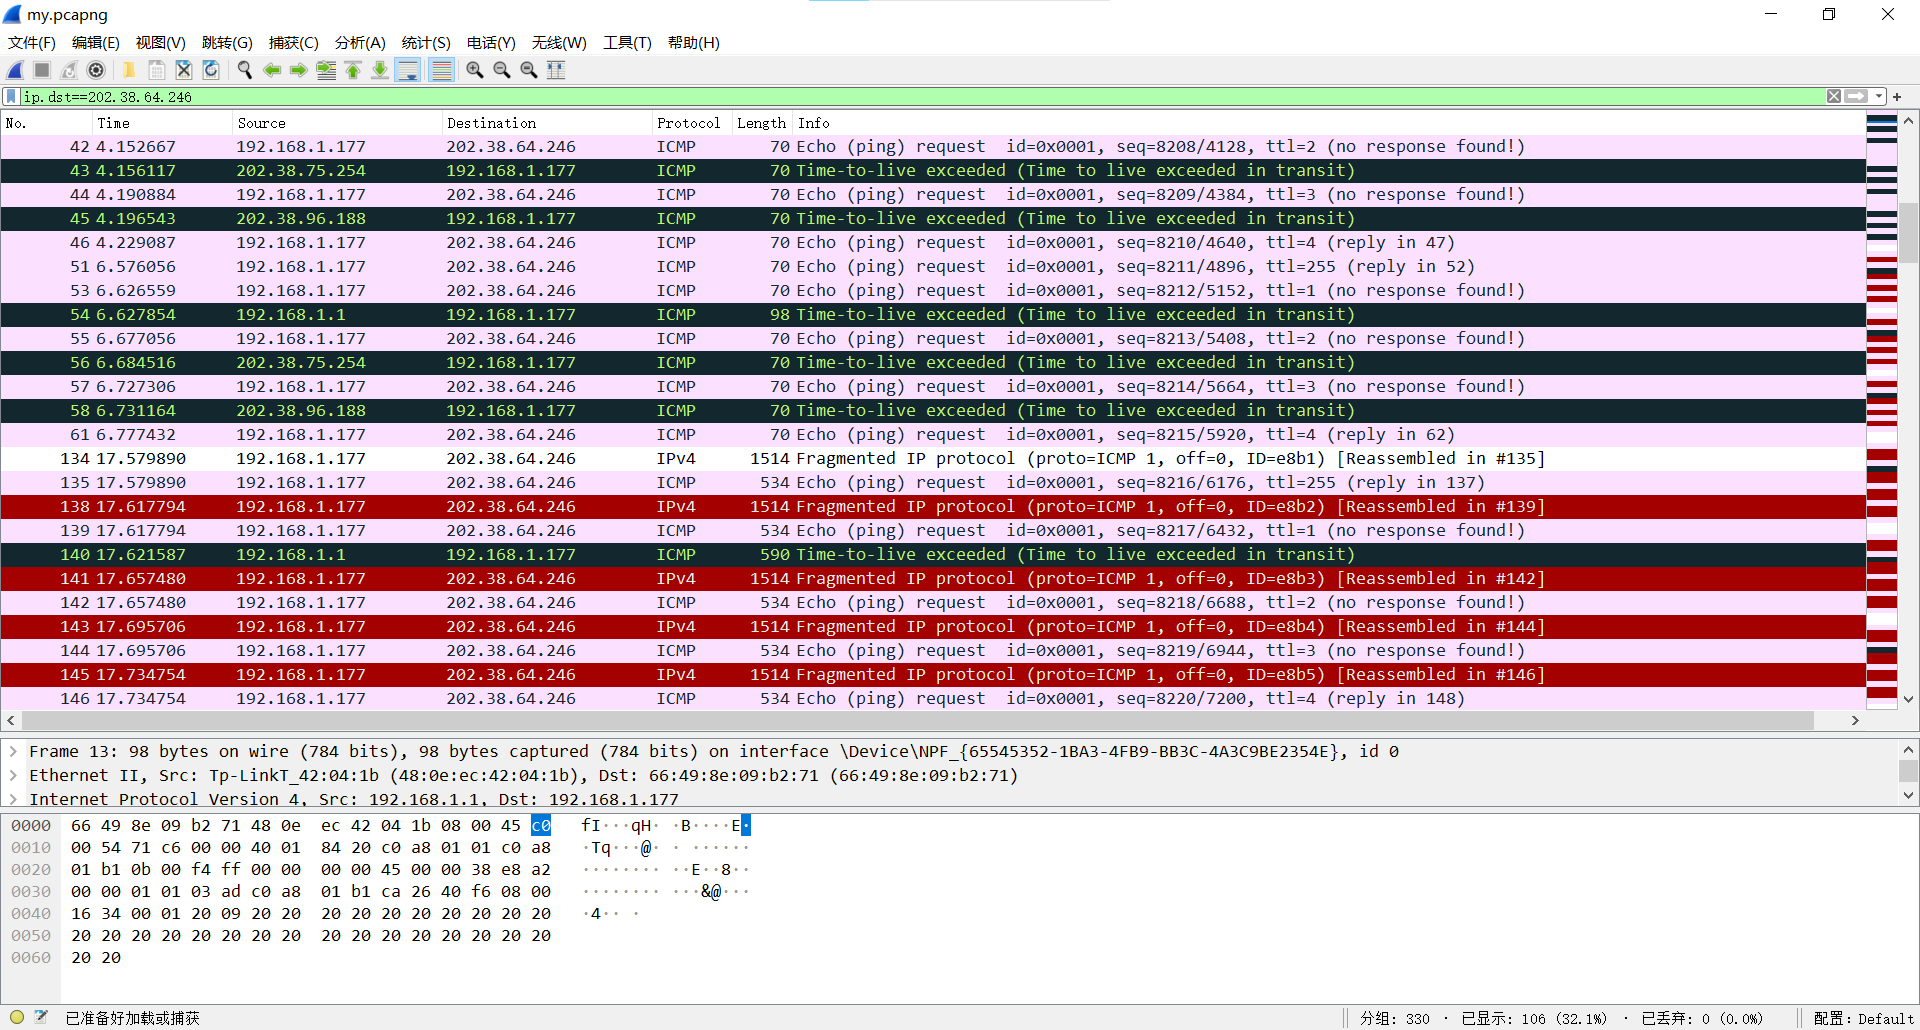 my.pcapng
文件(F) 编辑(E) 视图(V) 跳转(G) 捕获(C) 分析(A) 统计(S) 电话(Y) 无线(W) 工具(T) 帮助(H)
ip.dst==202.38.64.246
No. Time Source Destination Protocol Length Info
42 4.152667 192.168.1.177 202.38.64.246 ICMP 70 Echo (ping) request id=0x0001, seq=8208/4128, ttl=2 (no response found!)
43 4.156117 202.38.75.254 192.168.1.177 ICMP 70 Time-to-live exceeded (Time to live exceeded in transit)
44 4.190884 192.168.1.177 202.38.64.246 ICMP 70 Echo (ping) request id=0x0001, seq=8209/4384, ttl=3 (no response found!)
45 4.196543 202.38.96.188 192.168.1.177 ICMP 70 Time-to-live exceeded (Time to live exceeded in transit)
46 4.229087 192.168.1.177 202.38.64.246 ICMP 70 Echo (ping) request id=0x0001, seq=8210/4640, ttl=4 (reply in 47)
51 6.576056 192.168.1.177 202.38.64.246 ICMP 70 Echo (ping) request id=0x0001, seq=8211/4896, ttl=255 (reply in 52)
53 6.626559 192.168.1.177 202.38.64.246 ICMP 70 Echo (ping) request id=0x0001, seq=8212/5152, ttl=1 (no response found!)
54 6.627854 192.168.1.1 192.168.1.177 ICMP 98 Time-to-live exceeded (Time to live exceeded in transit)
55 6.677056 192.168.1.177 202.38.64.246 ICMP 70 Echo (ping) request id=0x0001, seq=8213/5408, ttl=2 (no response found!)
56 6.684516 202.38.75.254 192.168.1.177 ICMP 70 Time-to-live exceeded (Time to live exceeded in transit)
57 6.727306 192.168.1.177 202.38.64.246 ICMP 70 Echo (ping) request id=0x0001, seq=8214/5664, ttl=3 (no response found!)
58 6.731164 202.38.96.188 192.168.1.177 ICMP 70 Time-to-live exceeded (Time to live exceeded in transit)
61 6.777432 192.168.1.177 202.38.64.246 ICMP 70 Echo (ping) request id=0x0001, seq=8215/5920, ttl=4 (reply in 62)
134 17.579890 192.168.1.177 202.38.64.246 IPv4 1514 Fragmented IP protocol (proto=ICMP 1, off=0, ID=e8b1) [Reassembled in #135]
135 17.579890 192.168.1.177 202.38.64.246 ICMP 534 Echo (ping) request id=0x0001, seq=8216/6176, ttl=255 (reply in 137)
138 17.617794 192.168.1.177 202.38.64.246 IPv4 1514 Fragmented IP protocol (proto=ICMP 1, off=0, ID=e8b2) [Reassembled in #139]
139 17.617794 192.168.1.177 202.38.64.246 ICMP 534 Echo (ping) request id=0x0001, seq=8217/6432, ttl=1 (no response found!)
140 17.621587 192.168.1.1 192.168.1.177 ICMP 590 Time-to-live exceeded (Time to live exceeded in transit)
141 17.657480 192.168.1.177 202.38.64.246 IPv4 1514 Fragmented IP protocol (proto=ICMP 1, off=0, ID=e8b3) [Reassembled in #142]
142 17.657480 192.168.1.177 202.38.64.246 ICMP 534 Echo (ping) request id=0x0001, seq=8218/6688, ttl=2 (no response found!)
143 17.695706 192.168.1.177 202.38.64.246 IPv4 1514 Fragmented IP protocol (proto=ICMP 1, off=0, ID=e8b4) [Reassembled in #144]
144 17.695706 192.168.1.177 202.38.64.246 ICMP 534 Echo (ping) request id=0x0001, seq=8219/6944, ttl=3 (no response found!)
145 17.734754 192.168.1.177 202.38.64.246 IPv4 1514 Fragmented IP protocol (proto=ICMP 1, off=0, ID=e8b5) [Reassembled in #146]
146 17.734754 192.168.1.177 202.38.64.246 ICMP 534 Echo (ping) request id=0x0001, seq=8220/7200, ttl=4 (reply in 148)
Frame 13: 98 bytes on wire (784 bits), 98 bytes captured (784 bits) on interface \Device\NPF_{65545352-1BA3-4FB9-BB3C-4A3C9BE2354E}, id 0
Ethernet II, Src: Tp-LinkT_42:04:1b (48:0e:ec:42:04:1b), Dst: 66:49:8e:09:b2:71 (66:49:8e:09:b2:71)
Internet Protocol Version 4, Src: 192.168.1.1, Dst: 192.168.1.177
0000 66 49 8e 09 b2 71 48 0e ec 42 04 1b 08 00 45 c0 fI···qH· ·B····E·
0010 00 54 71 c6 00 00 40 01 84 20 c0 a8 01 01 c0 a8 ·Tq···@· · ······
0020 01 b1 0b 00 f4 ff 00 00 00 00 45 00 00 38 e8 a2 ········ ··E··8··
0030 00 00 01 01 03 ad c0 a8 01 b1 ca 26 40 f6 08 00 ········ ···&@···
0040 16 34 00 01 20 09 20 20 20 20 20 20 20 20 20 20 ·4·· ·
0050 20 20 20 20 20 20 20 20 20 20 20 20 20 20 20 20
0060 20 20
已准备好加载或捕获 分组: 330 · 已显示: 106 (32.1%) · 已丢弃: 0 (0.0%) 配置: Default